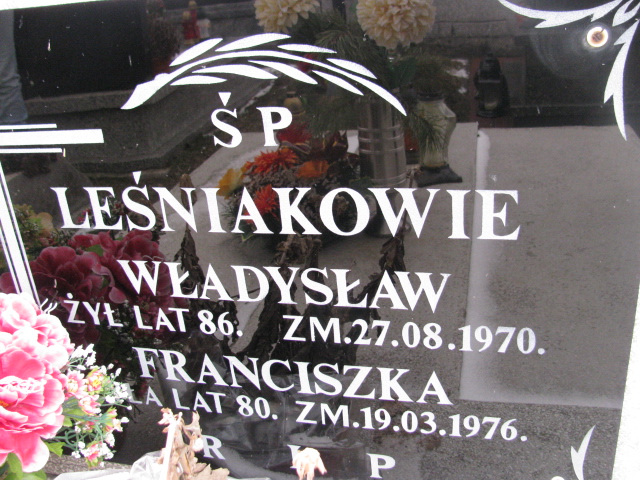 ŚP
LEŚNIAKOWIE
WŁADYSŁAW
ŻYŁ LAT 86. ZM.27.08.1970.
FRANCISZKA
LAT 80. ZM.19.03.1976.
R I P